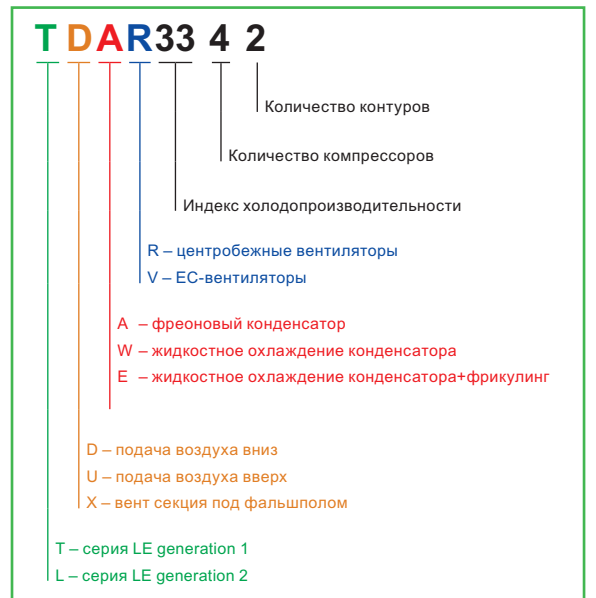 TDAR33 4 2
Количество контуров
Количество компрессоров
Индекс холодопроизводительности
R – центробежные вентиляторы
V – EC-вентиляторы
A – фреоновый конденсатор
W – жидкостное охлаждение конденсатора
E – жидкостное охлаждение конденсатора+фрикулинг
D – подача воздуха вниз
U – подача воздуха вверх
X – вент секция под фальшполом
T – серия LE generation 1
L – серия LE generation 2